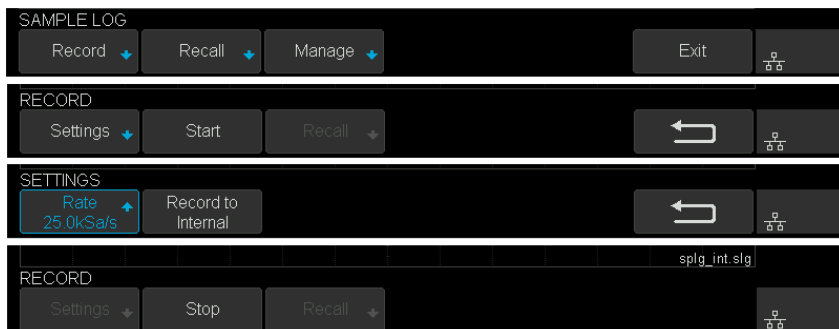 SAMPLE LOG
Record Recall Manage Exit
RECORD
Settings Start Recall
SETTINGS
Rate Record to
25.0kSa/s Internal
splg_int.slg
RECORD
Settings Stop Recall